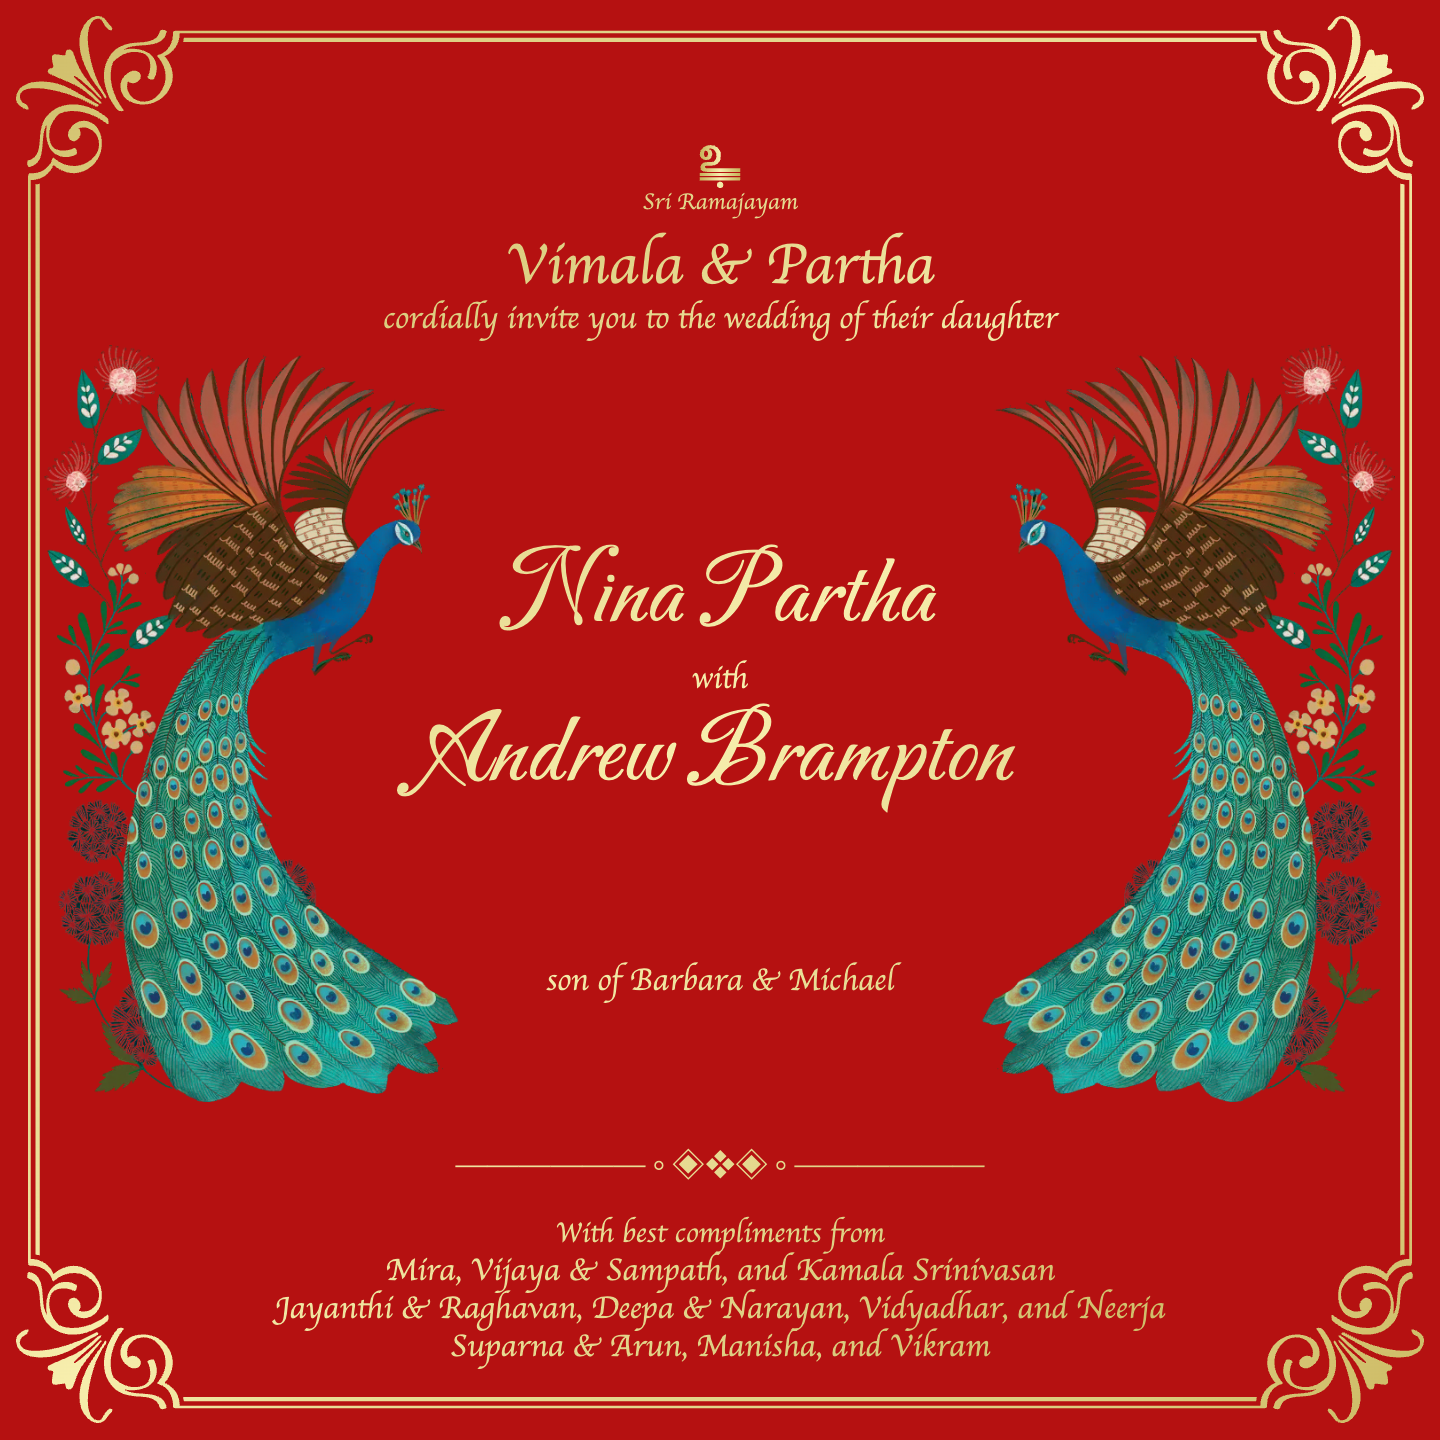 உ
Sri Ramajayam
Vimala & Partha
cordially invite you to the wedding of their daughter
Nina Partha
with
Andrew Brampton
son of Barbara & Michael
With best compliments from
Mira, Vijaya & Sampath, and Kamala Srinivasan
Jayanthi & Raghavan, Deepa & Narayan, Vidyadhar, and Neerja
Suparna & Arun, Manisha, and Vikram